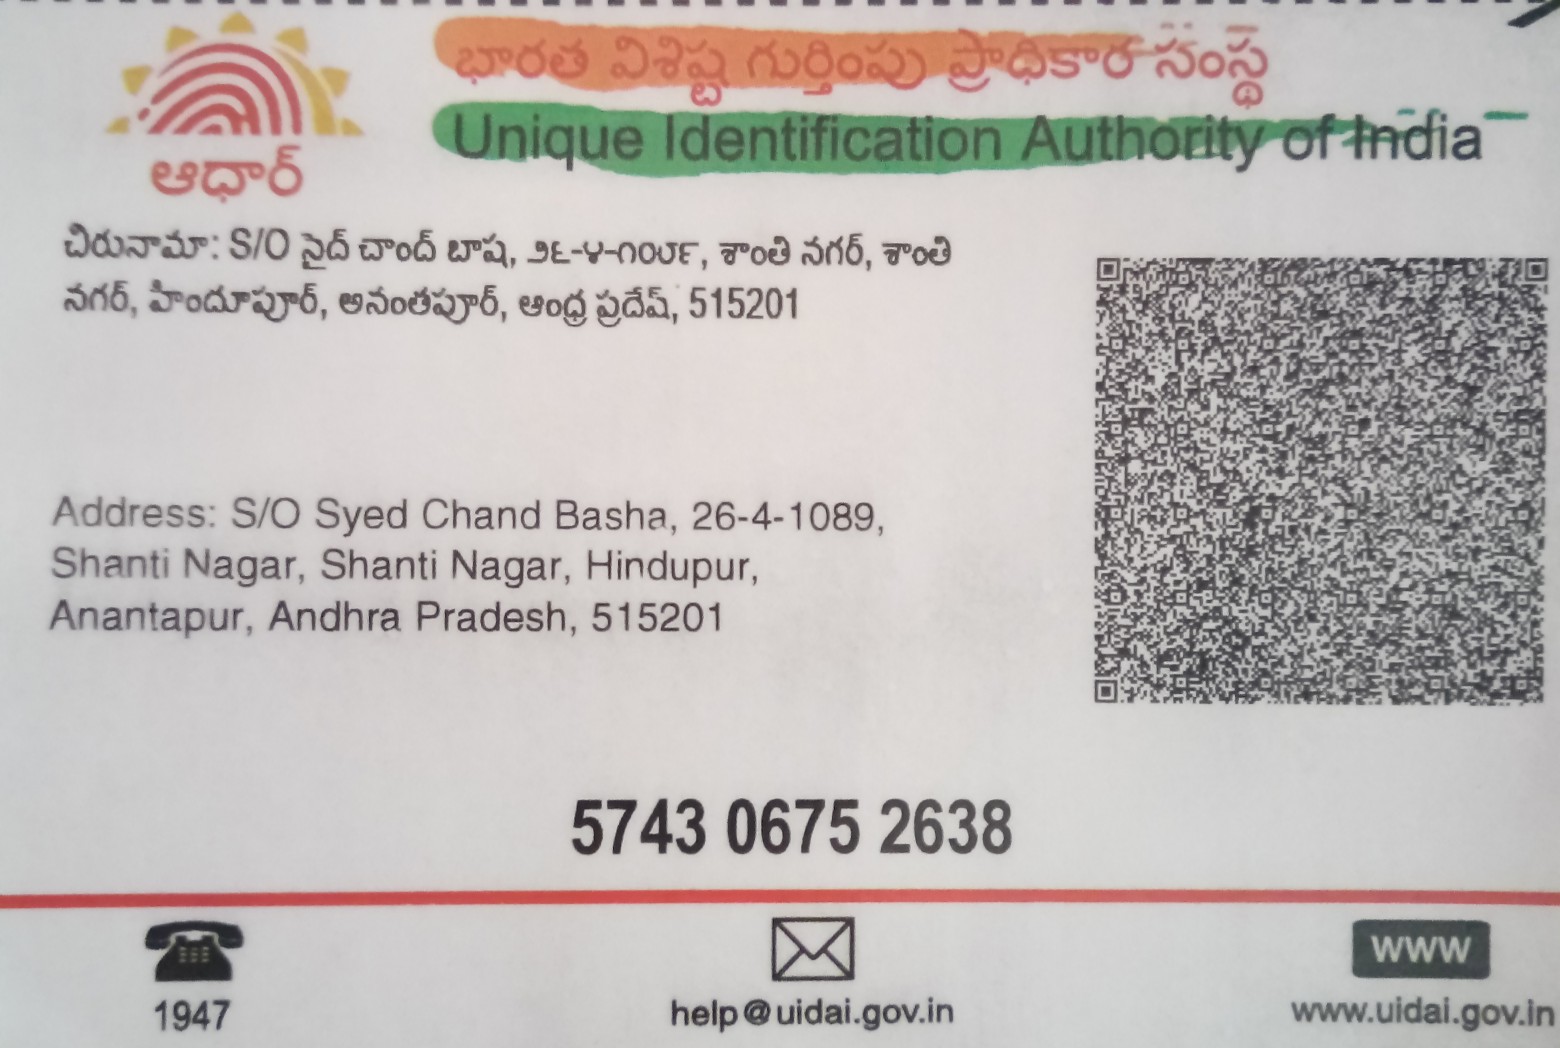 భారత విశిష్ట గుర్తింపు ప్రాధికార సంస్థ
Unique Identification Authority of India
ఆధార్
చిరునామా: S/O సైద్ చాంద్ బాష, ౨౬-౪-౧౦౮౯, శాంతి నగర్, శాంతి
నగర్, హిందూపూర్, అనంతపూర్, ఆంధ్ర ప్రదేష్, 515201
Address: S/O Syed Chand Basha, 26-4-1089,
Shanti Nagar, Shanti Nagar, Hindupur,
Anantapur, Andhra Pradesh, 515201
5743 0675 2638
1947
help@uidai.gov.in
www
www.uidai.gov.in